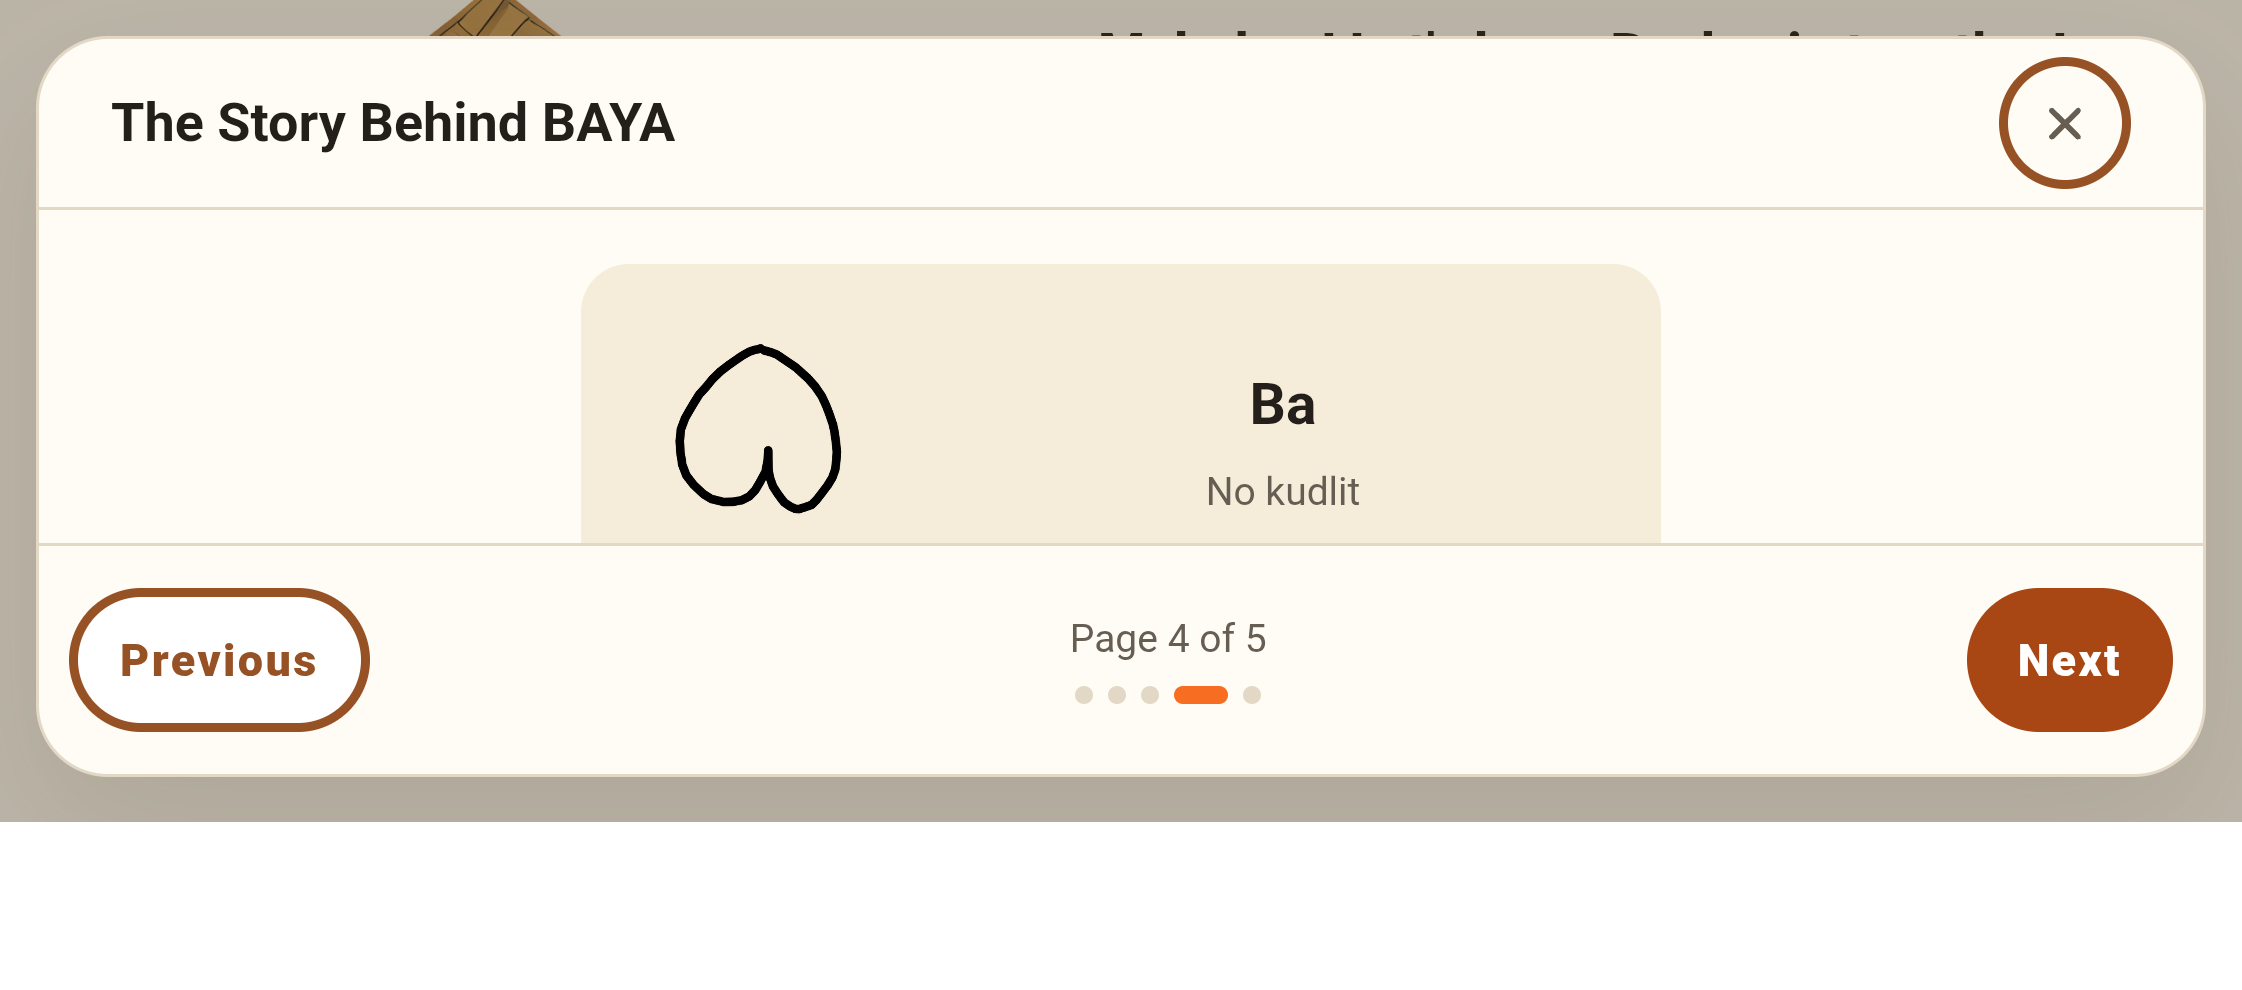 The Story Behind BAYA
ᜊ
Ba
No kudlit
Previous
Page 4 of 5
Next